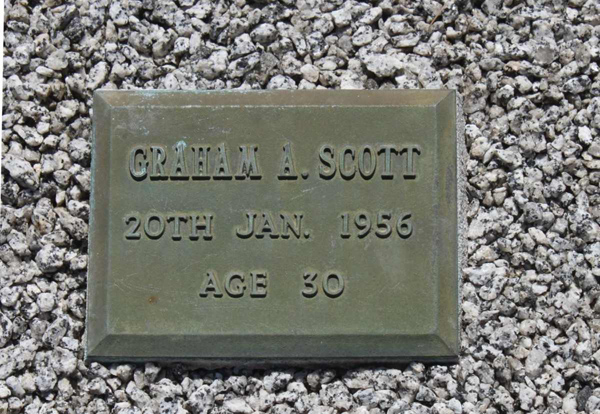 GRAHAM A. SCOTT
20TH JAN. 1956
AGE 30